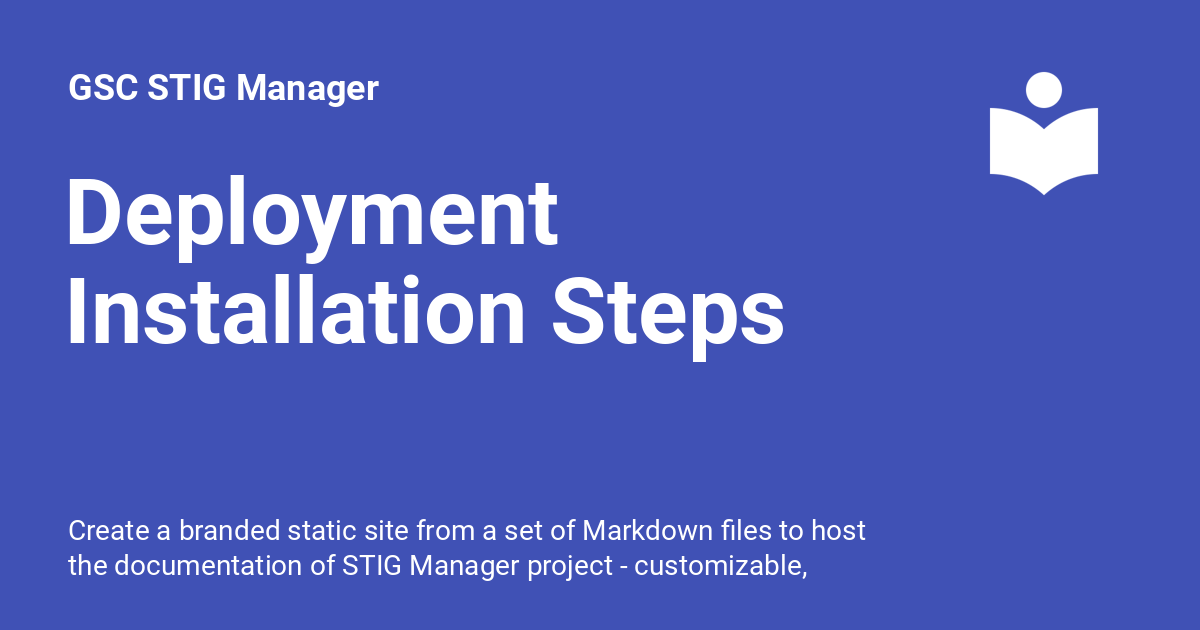 GSC STIG Manager
Deployment
Installation Steps
Create a branded static site from a set of Markdown files to host
the documentation of STIG Manager project - customizable,